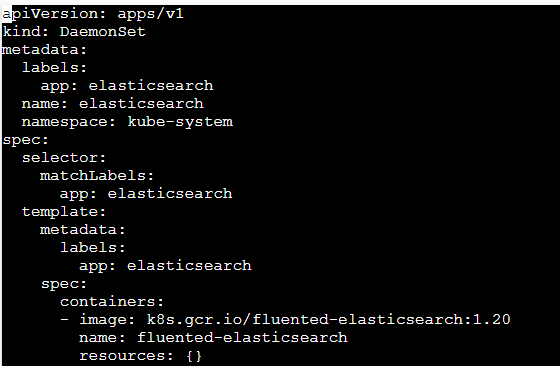 apiVersion: apps/v1
kind: DaemonSet
metadata:
  labels:
    app: elasticsearch
  name: elasticsearch
  namespace: kube-system
spec:
  selector:
    matchLabels:
      app: elasticsearch
  template:
    metadata:
      labels:
        app: elasticsearch
    spec:
      containers:
      - image: k8s.gcr.io/fluented-elasticsearch:1.20
        name: fluented-elasticsearch
        resources: {}